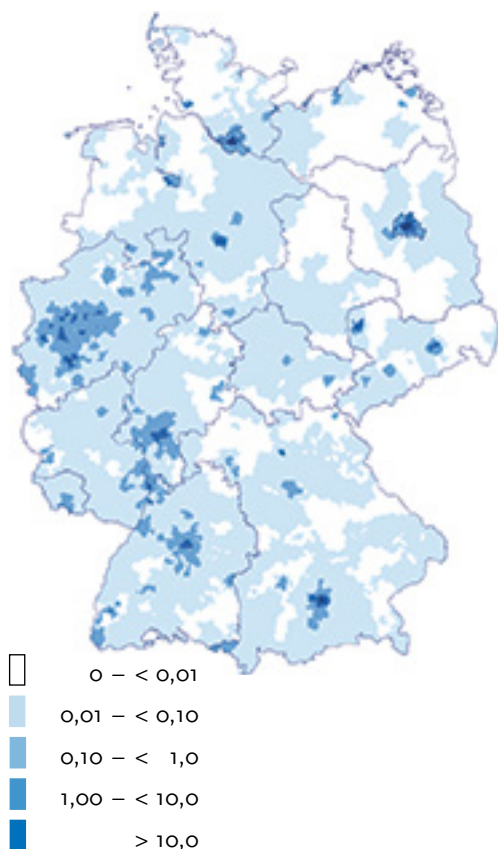 0 – < 0,01
0,01 – < 0,10
0,10 – < 1,0
1,00 – < 10,0
> 10,0